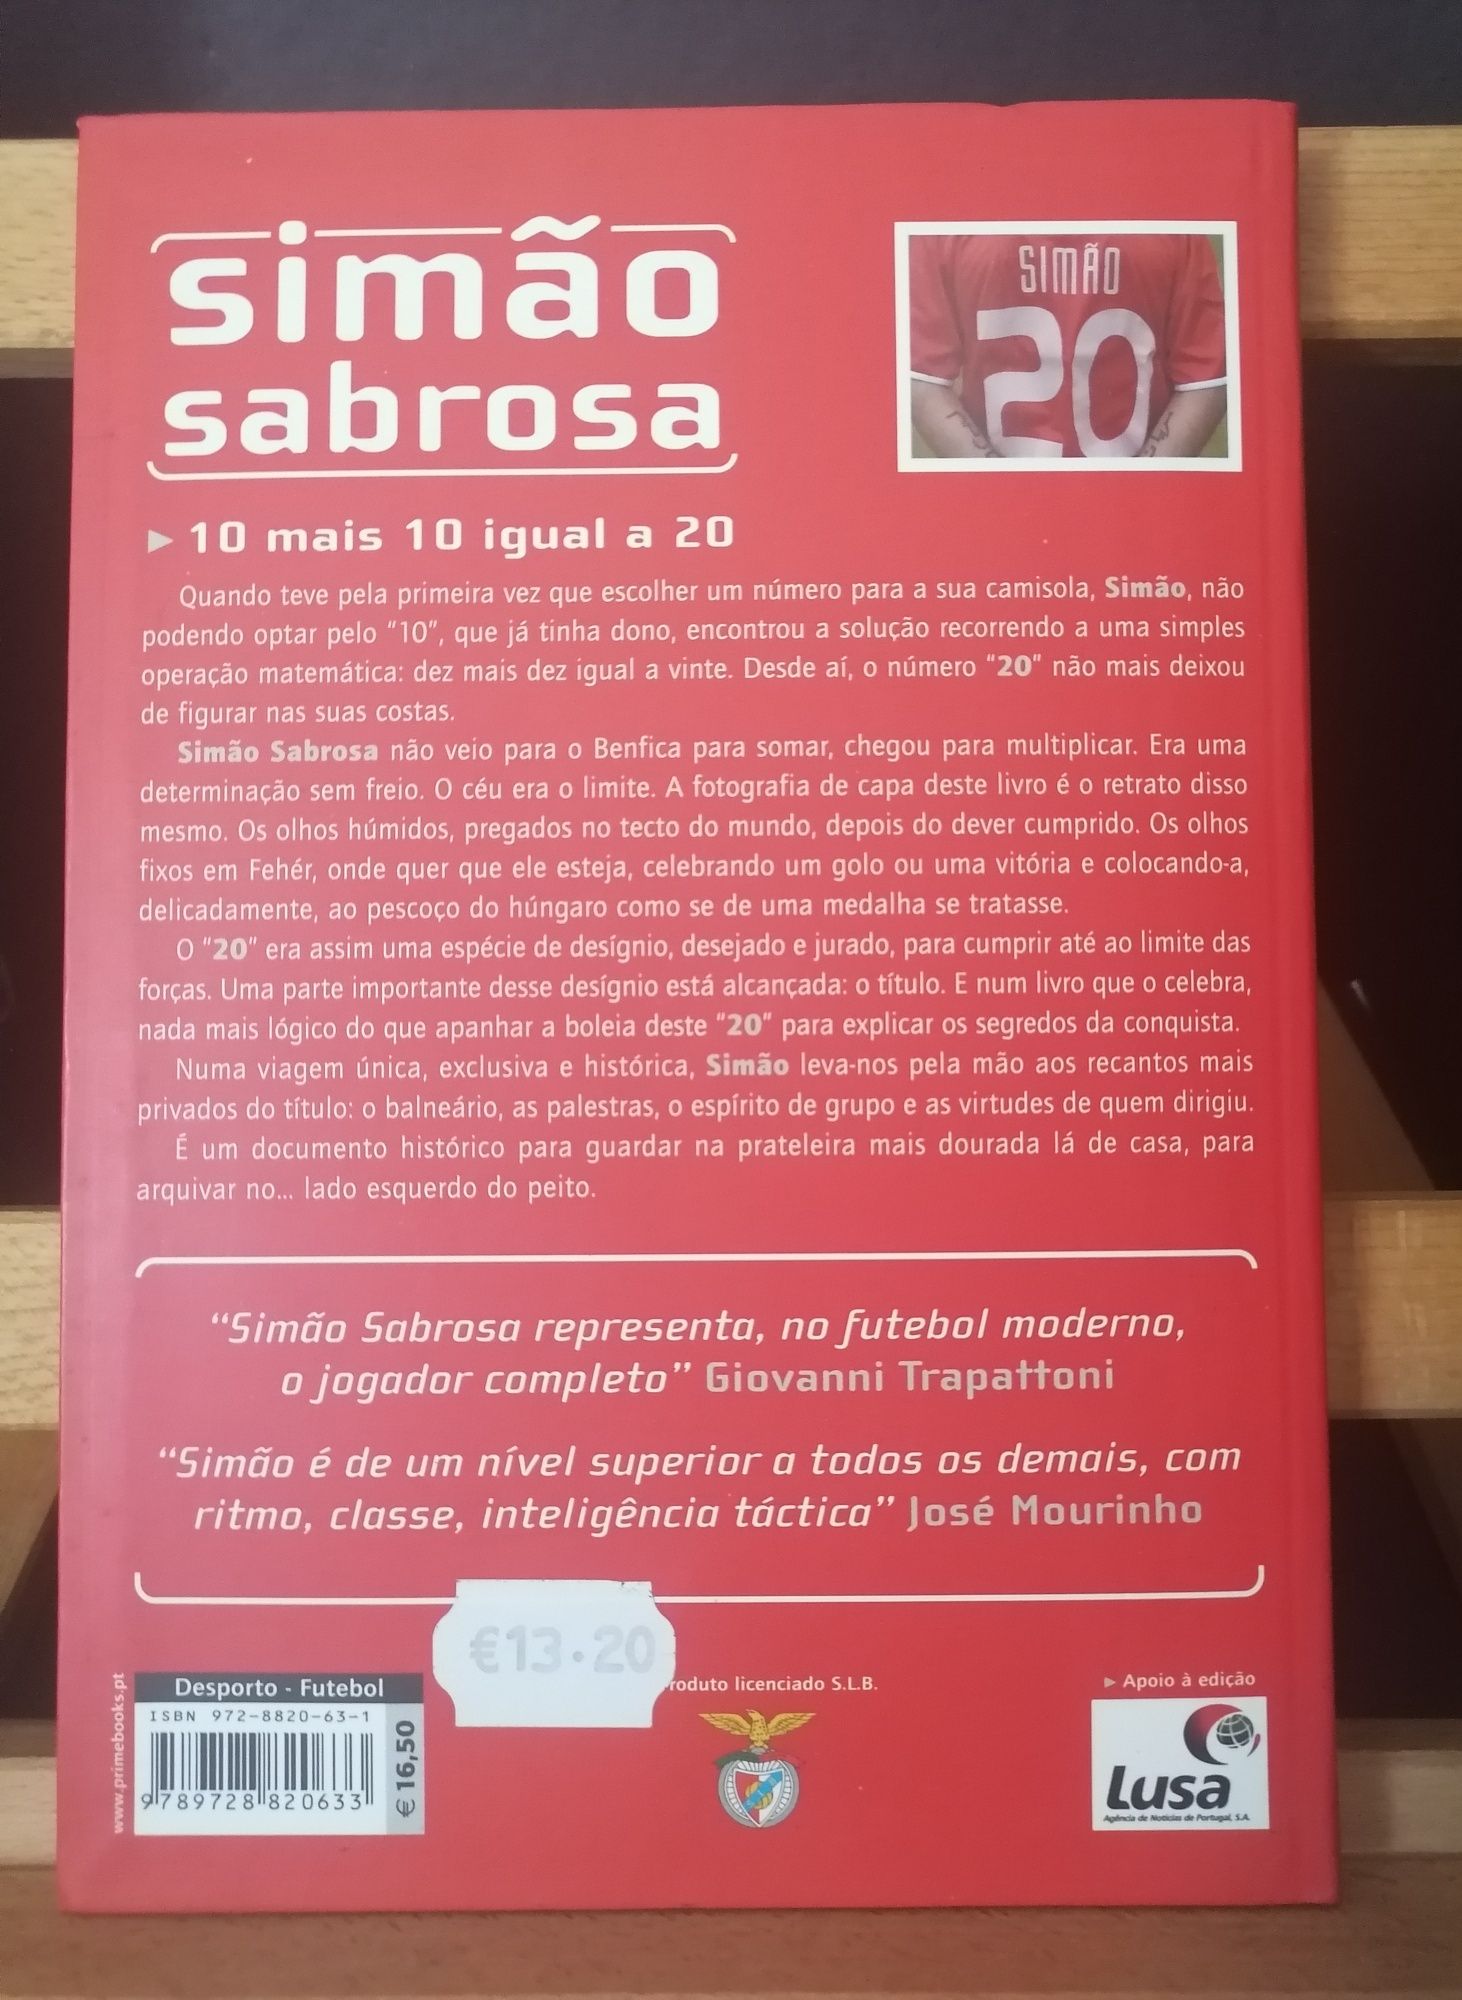 simão
sabrosa
SIMÃO
20
10 mais 10 igual a 20
Quando teve pela primeira vez que escolher um número para a sua camisola, Simão, não
podendo optar pelo “10”, que já tinha dono, encontrou a solução recorrendo a uma simples
operação matemática: dez mais dez igual a vinte. Desde aí, o número “20” não mais deixou
de figurar nas suas costas.
Simão Sabrosa não veio para o Benfica para somar, chegou para multiplicar. Era uma
determinação sem freio. O céu era o limite. A fotografia de capa deste livro é o retrato disso
mesmo. Os olhos húmidos, pregados no tecto do mundo, depois do dever cumprido. Os olhos
fixos em Fehér, onde quer que ele esteja, celebrando um golo ou uma vitória e colocando-a,
delicadamente, ao pescoço do húngaro como se de uma medalha se tratasse.
O “20” era assim uma espécie de desígnio, desejado e jurado, para cumprir até ao limite das
forças. Uma parte importante desse desígnio está alcançada: o título. E num livro que o celebra,
nada mais lógico do que apanhar a boleia deste “20” para explicar os segredos da conquista.
Numa viagem única, exclusiva e histórica, Simão leva-nos pela mão aos recantos mais
privados do título: o balneário, as palestras, o espírito de grupo e as virtudes de quem dirigiu.
É um documento histórico para guardar na prateleira mais dourada lá de casa, para
arquivar no... lado esquerdo do peito.
“Simão Sabrosa representa, no futebol moderno,
o jogador completo” Giovanni Trapattoni
“Simão é de um nível superior a todos os demais, com
ritmo, classe, inteligência táctica” José Mourinho
€13.20
www.primebooks.pt
Desporto - Futebol
ISBN 972-8820-63-1
9 789728 820633
€ 16,50
roduto licenciado S.L.B.
Apoio à edição
Lusa
Agência de Notícias de Portugal, S.A.